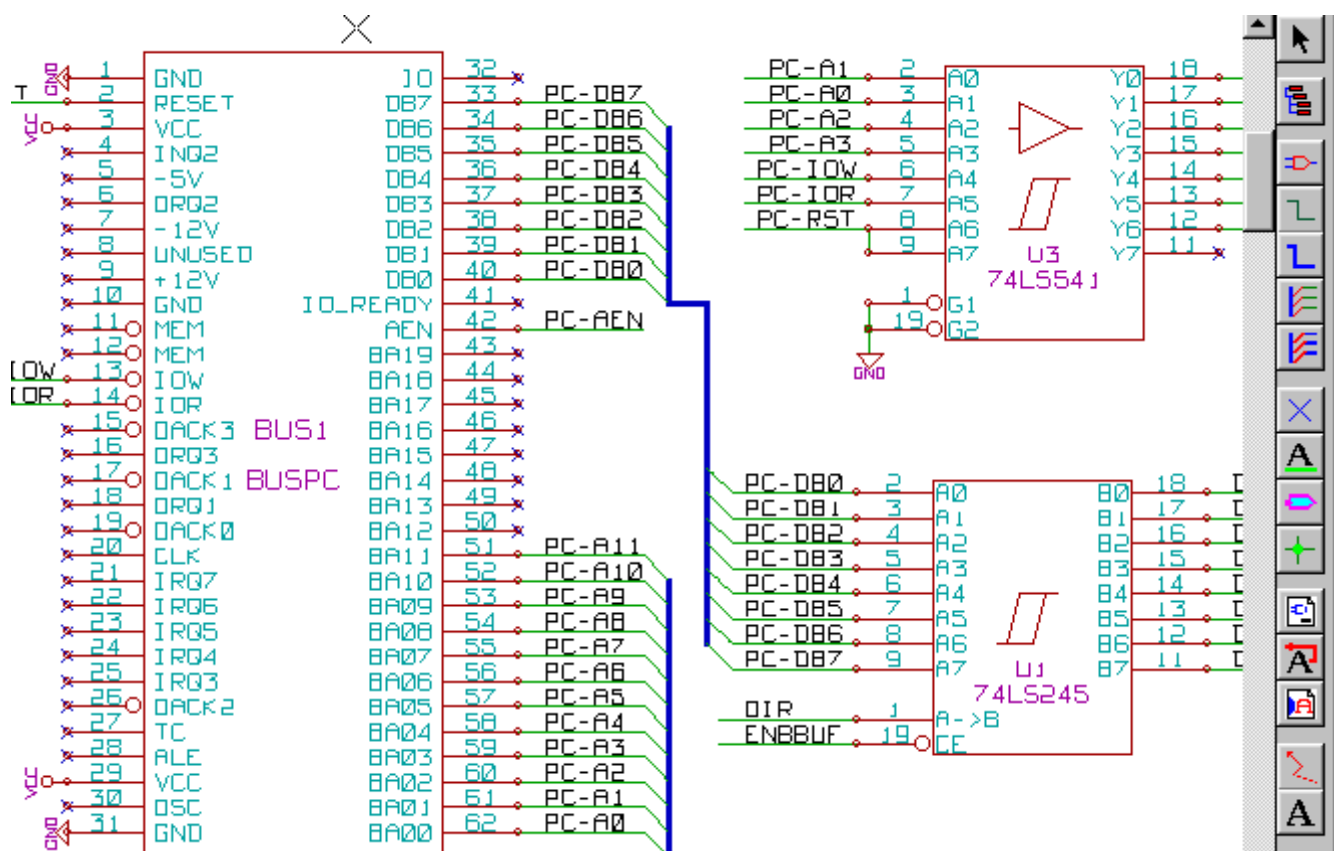 GND 1 GND IO 32
T 2 RESET DB7 33 PC-DB7
VCC 3 VCC DB6 34 PC-DB6
4 INQ2 DB5 35 PC-DB5
5 -5V DB4 36 PC-DB4
6 DRQ2 DB3 37 PC-DB3
7 -12V DB2 38 PC-DB2
8 UNUSED DB1 39 PC-DB1
9 +12V DB0 40 PC-DB0
10 GND IO_READY 41
11 MEM AEN 42 PC-AEN
12 MEM BA19 43
IOW 13 IOW BA18 44
IOR 14 IOR BA17 45
15 DACK3 BUS1 BA16 46
16 DRQ3 BA15 47
17 DACK1 BUSPC BA14 48
18 DRQ1 BA13 49
19 DACK0 BA12 50
20 CLK BA11 51 PC-A11
21 IRQ7 BA10 52 PC-A10
22 IRQ6 BA09 53 PC-A9
23 IRQ5 BA08 54 PC-A8
24 IRQ4 BA07 55 PC-A7
25 IRQ3 BA06 56 PC-A6
26 DACK2 BA05 57 PC-A5
27 TC BA04 58 PC-A4
28 ALE BA03 59 PC-A3
VCC 29 VCC BA02 60 PC-A2
30 OSC BA01 61 PC-A1
GND 31 GND BA00 62 PC-A0
PC-A1 2 A0 Y0 18
PC-A0 3 A1 Y1 17
PC-A2 4 A2 Y2 16
PC-A3 5 A3 Y3 15
PC-IOW 6 A4 Y4 14
PC-IOR 7 A5 Y5 13
PC-RST 8 A6 Y6 12
9 A7 Y7 11
U3
74LS541
1 G1
19 G2
GND
PC-DB0 2 A0 B0 18 D
PC-DB1 3 A1 B1 17 D
PC-DB2 4 A2 B2 16 D
PC-DB3 5 A3 B3 15 D
PC-DB4 6 A4 B4 14 D
PC-DB5 7 A5 B5 13 D
PC-DB6 8 A6 B6 12 D
PC-DB7 9 A7 B7 11 D
U1
74LS245
DIR 1 A->B
ENBBUF 19 CE
A
A
A
A